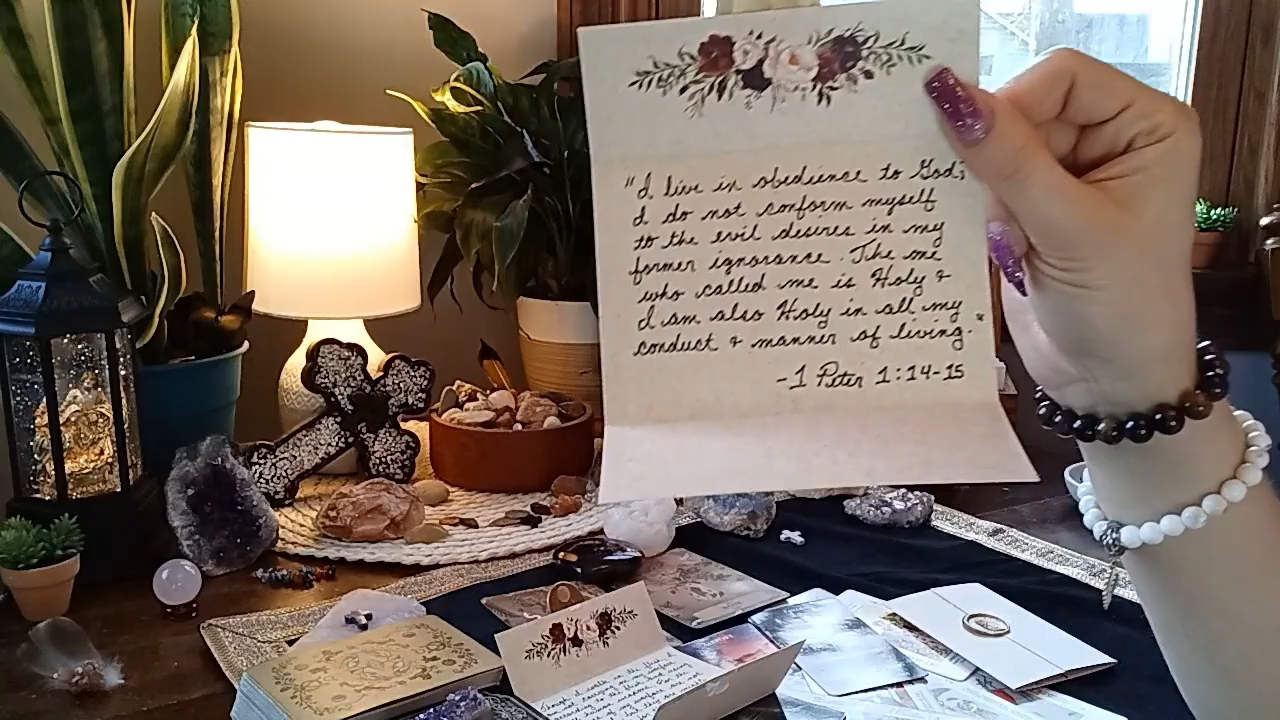 "I live in obedience to God;
I do not conform myself
to the evil desires in my
former ignorance. The one
who called me is Holy &
I am also Holy in all my
conduct & manner of living."
-1 Peter 1:14-15